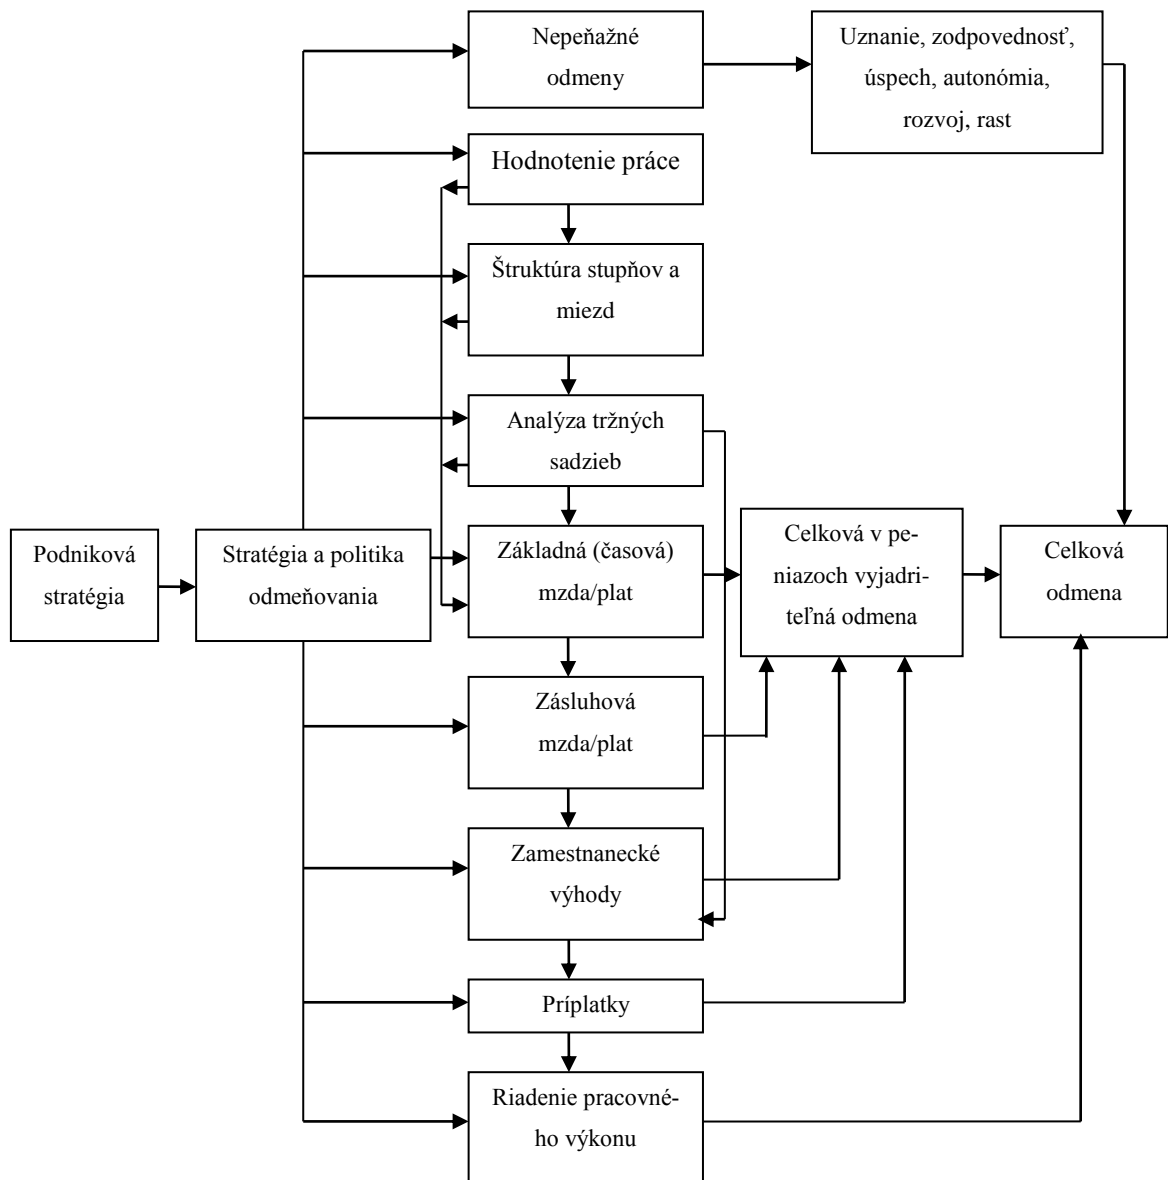 Nepeňažné
odmeny
Uznanie, zodpovednosť,
úspech, autonómia,
rozvoj, rast
Hodnotenie práce
Štruktúra stupňov a
miezd
Analýza tržných
sadzieb
Podniková
stratégia
Stratégia a politika
odmeňovania
Základná (časová)
mzda/plat
Celková v pe-
niazoch vyjadri-
teľná odmena
Celková
odmena
Zásluhová
mzda/plat
Zamestnanecké
výhody
Príplatky
Riadenie pracovné-
ho výkonu